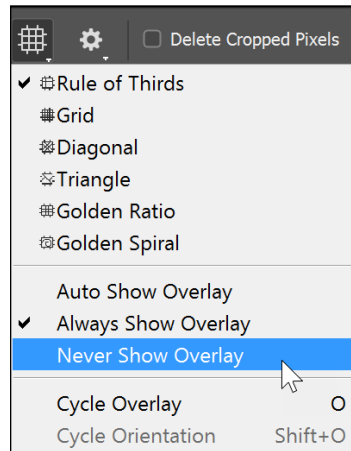 Delete Cropped Pixels
Rule of Thirds
Grid
Diagonal
Triangle
Golden Ratio
Golden Spiral
Auto Show Overlay
Always Show Overlay
Never Show Overlay
Cycle Overlay O
Cycle Orientation Shift+O